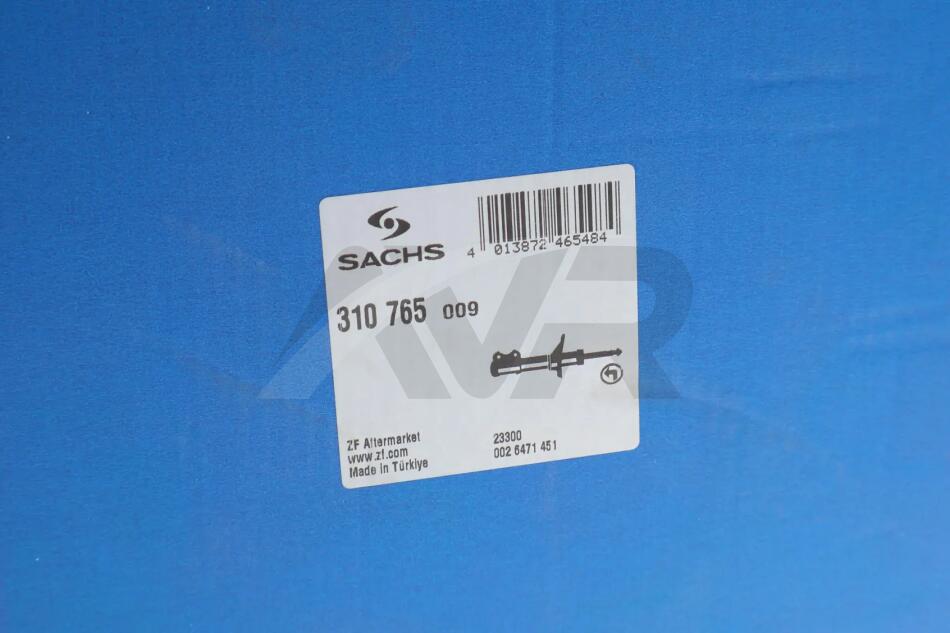 SACHS
4 013872 465484
310 765 009
ZF Aftermarket
www.zf.com
Made in Türkiye
23300
002 6471 451
AVR